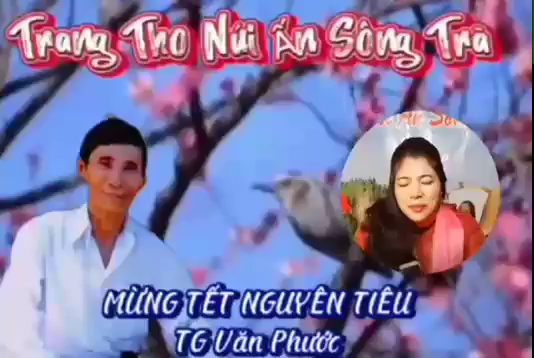 Trang Thơ Núi Ấn Sông Trà
MỪNG TẾT NGUYÊN TIÊU
TG Văn Phước